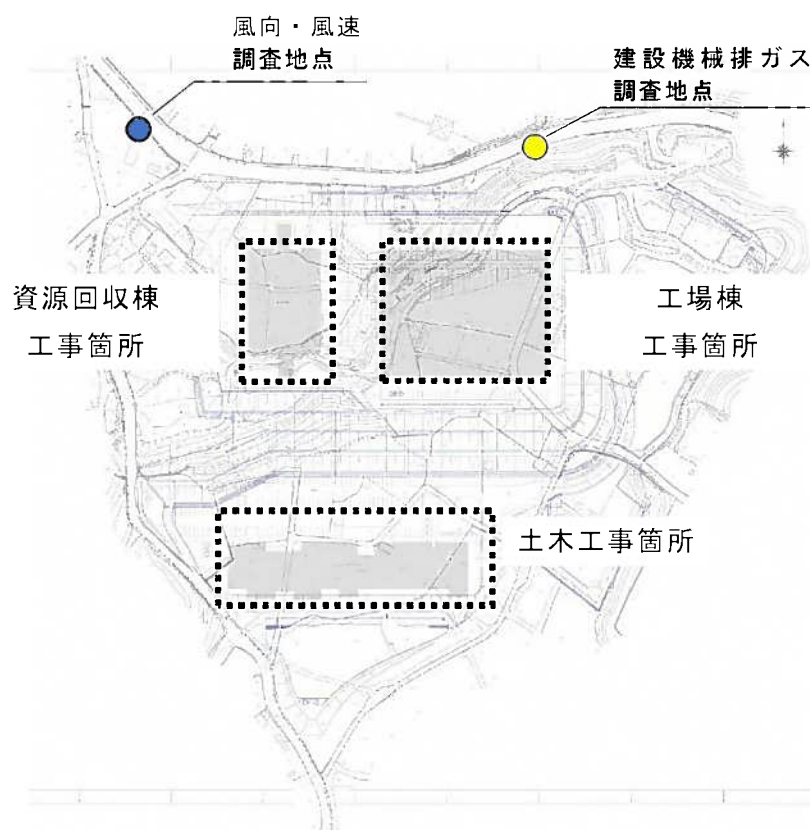 風向・風速
調査地点
建設機械排ガス
調査地点
資源回収棟
工事箇所
工場棟
工事箇所
土木工事箇所